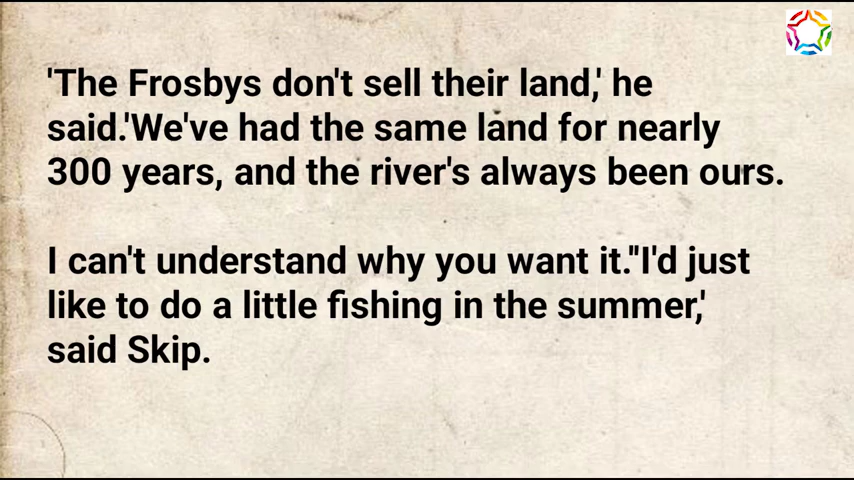 'The Frosbys don't sell their land,' he
said.'We've had the same land for nearly
300 years, and the river's always been ours.
I can't understand why you want it.''I'd just
like to do a little fishing in the summer,'
said Skip.